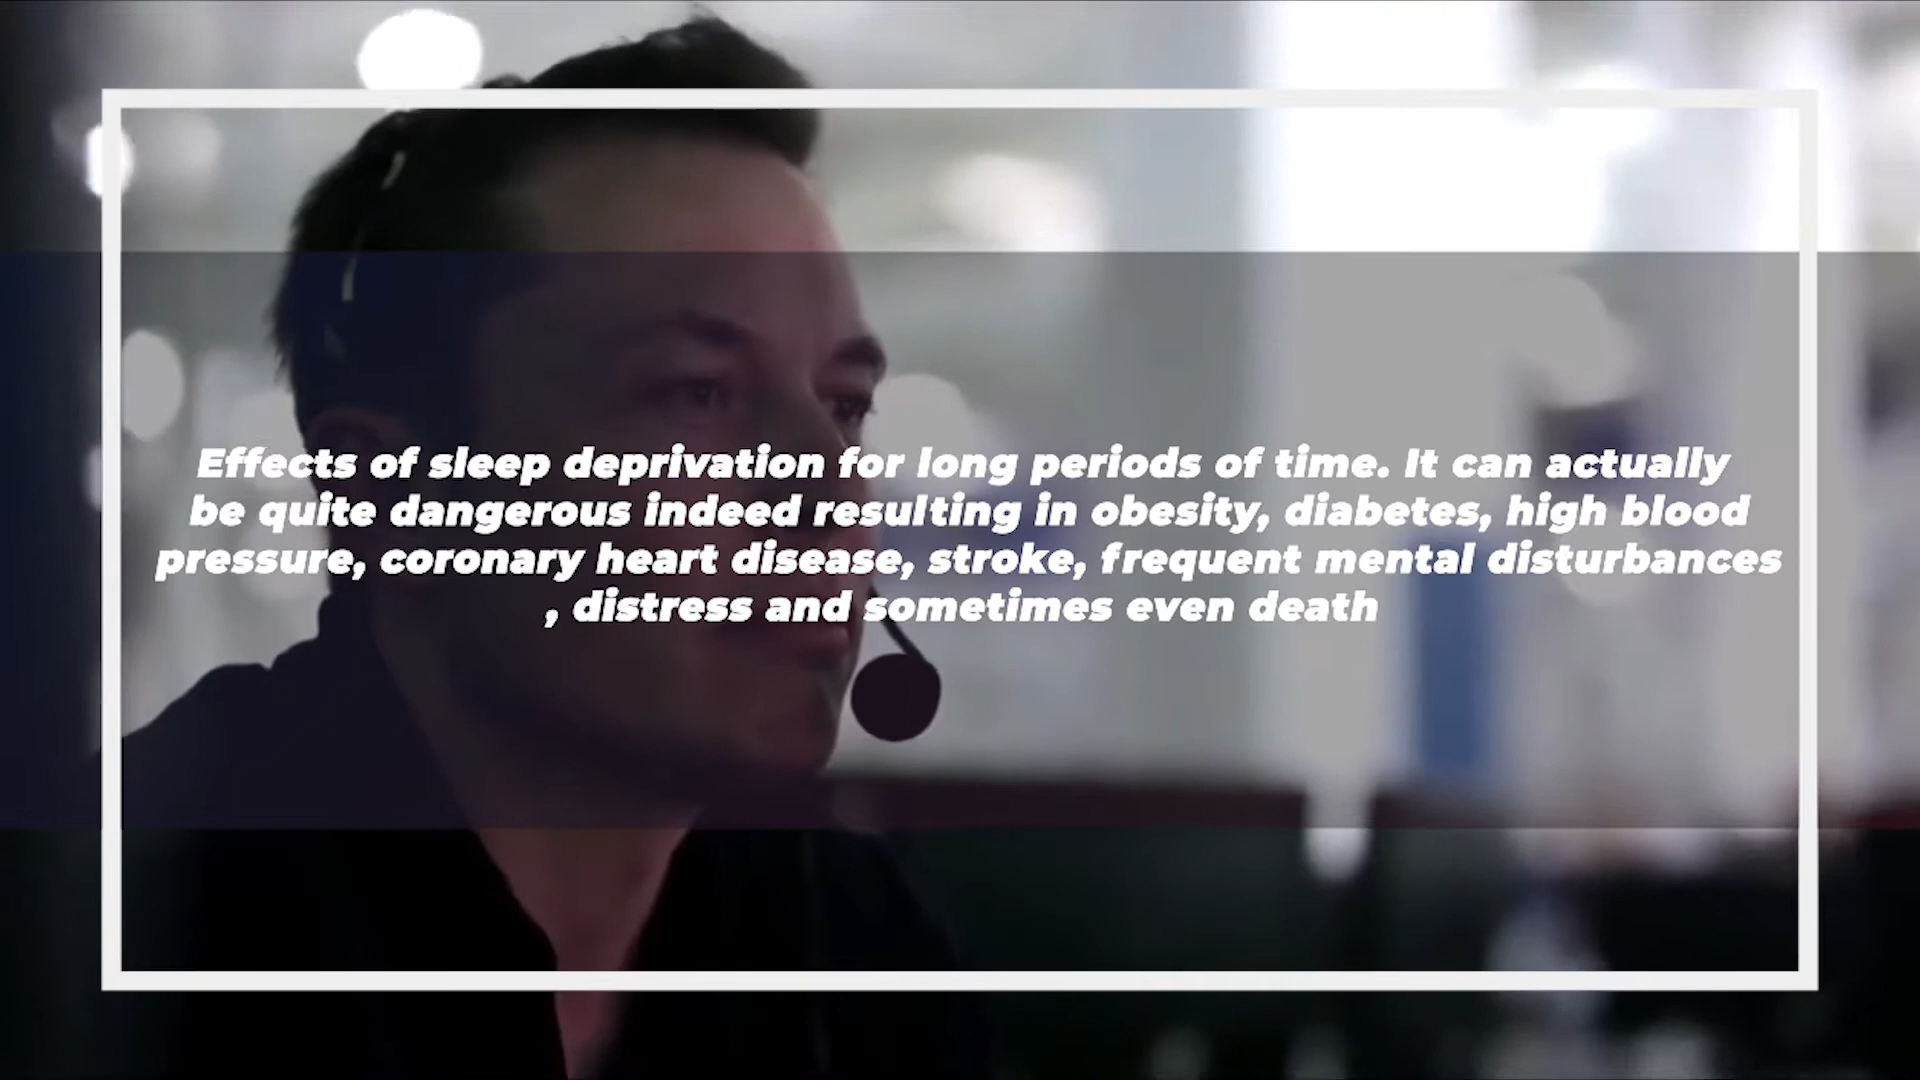 Effects of sleep deprivation for long periods of time. It can actually
be quite dangerous indeed resulting in obesity, diabetes, high blood
pressure, coronary heart disease, stroke, frequent mental disturbances
, distress and sometimes even death